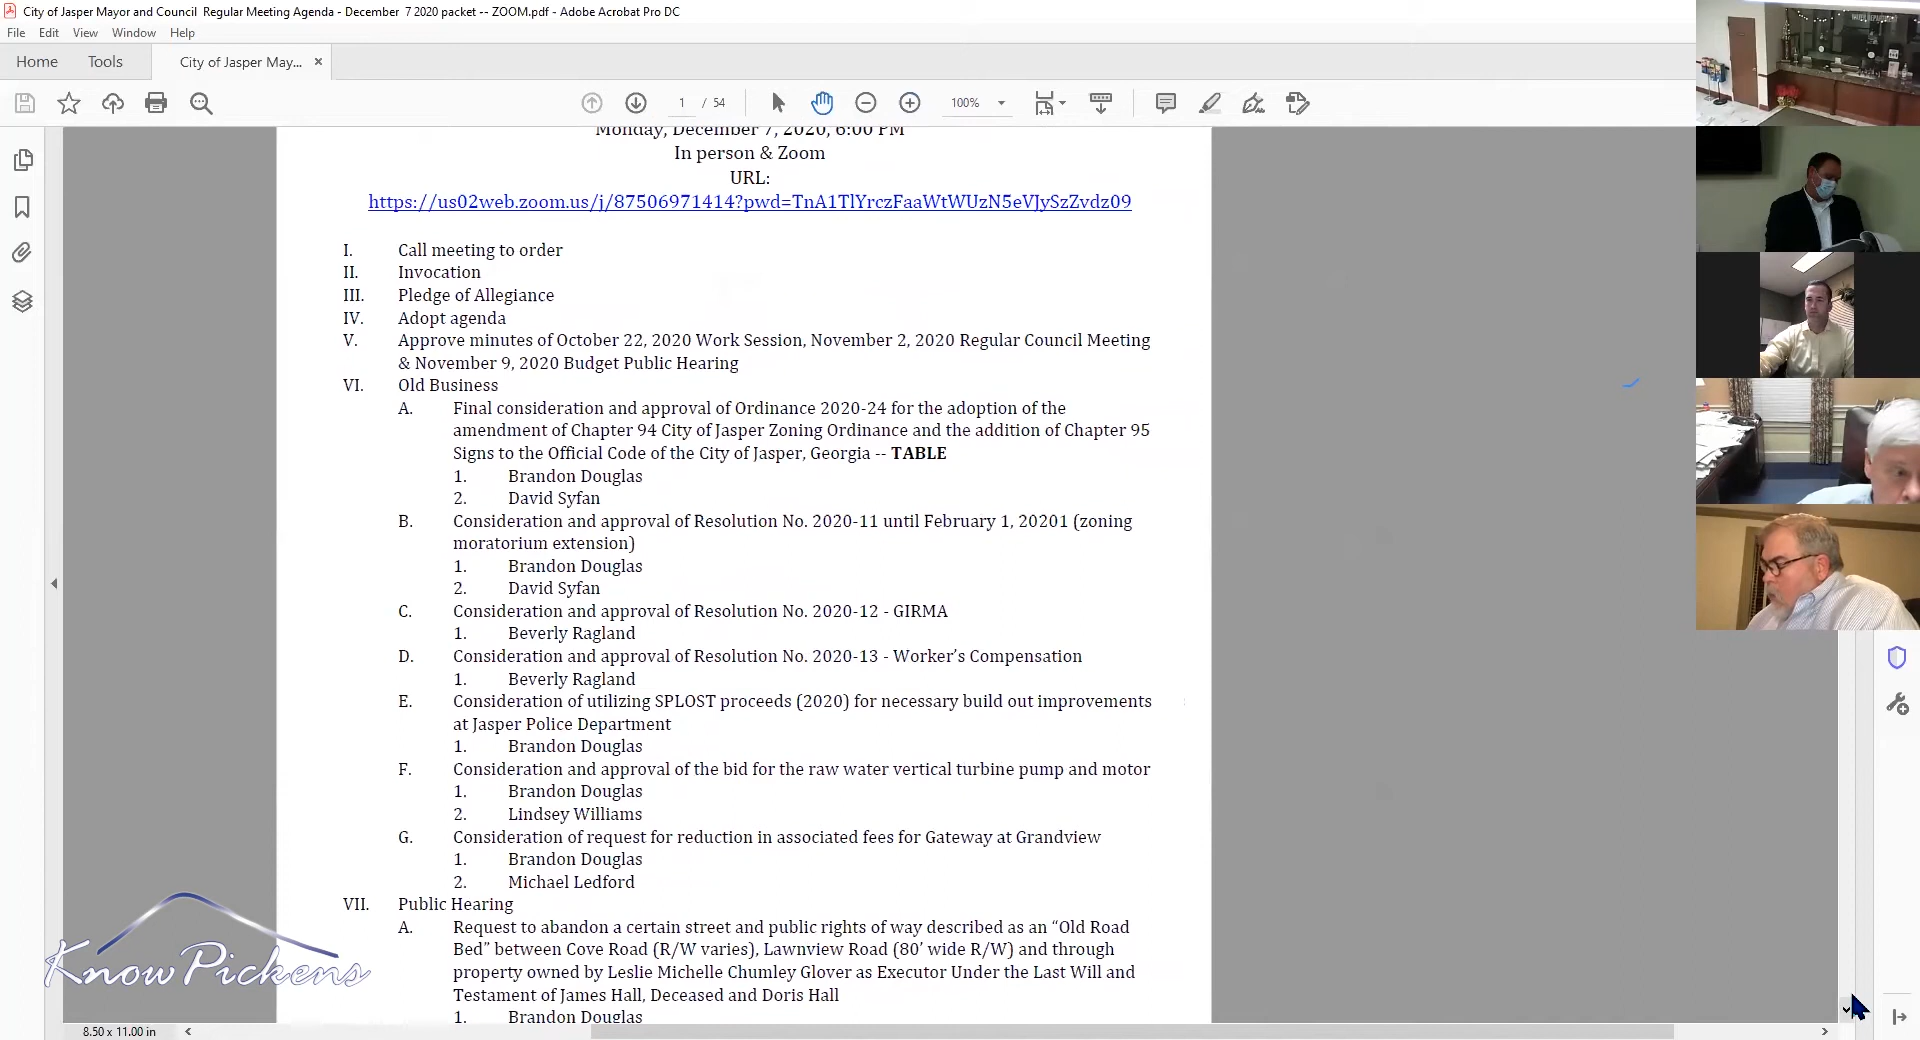 City of Jasper Mayor and Council  Regular Meeting Agenda - December  7 2020 packet -- ZOOM.pdf - Adobe Acrobat Pro DC
File Edit View Window Help
Home Tools City of Jasper May... ×
1 / 54 100%
Monday, December 7, 2020, 6:00 PM
In person & Zoom
URL:
https://us02web.zoom.us/j/87506971414?pwd=TnA1TlYrczFaaWtWUzN5eVJySzZvdz09
I. Call meeting to order
II. Invocation
III. Pledge of Allegiance
IV. Adopt agenda
V. Approve minutes of October 22, 2020 Work Session, November 2, 2020 Regular Council Meeting
& November 9, 2020 Budget Public Hearing
VI. Old Business
A. Final consideration and approval of Ordinance 2020-24 for the adoption of the
amendment of Chapter 94 City of Jasper Zoning Ordinance and the addition of Chapter 95
Signs to the Official Code of the City of Jasper, Georgia -- TABLE
1. Brandon Douglas
2. David Syfan
B. Consideration and approval of Resolution No. 2020-11 until February 1, 20201 (zoning
moratorium extension)
1. Brandon Douglas
2. David Syfan
C. Consideration and approval of Resolution No. 2020-12 - GIRMA
1. Beverly Ragland
D. Consideration and approval of Resolution No. 2020-13 - Worker’s Compensation
1. Beverly Ragland
E. Consideration of utilizing SPLOST proceeds (2020) for necessary build out improvements
at Jasper Police Department
1. Brandon Douglas
F. Consideration and approval of the bid for the raw water vertical turbine pump and motor
1. Brandon Douglas
2. Lindsey Williams
G. Consideration of request for reduction in associated fees for Gateway at Grandview
1. Brandon Douglas
2. Michael Ledford
VII. Public Hearing
A. Request to abandon a certain street and public rights of way described as an “Old Road
Bed” between Cove Road (R/W varies), Lawnview Road (80’ wide R/W) and through
property owned by Leslie Michelle Chumley Glover as Executor Under the Last Will and
Testament of James Hall, Deceased and Doris Hall
1. Brandon Douglas
KnowPickens
8.50 x 11.00 in